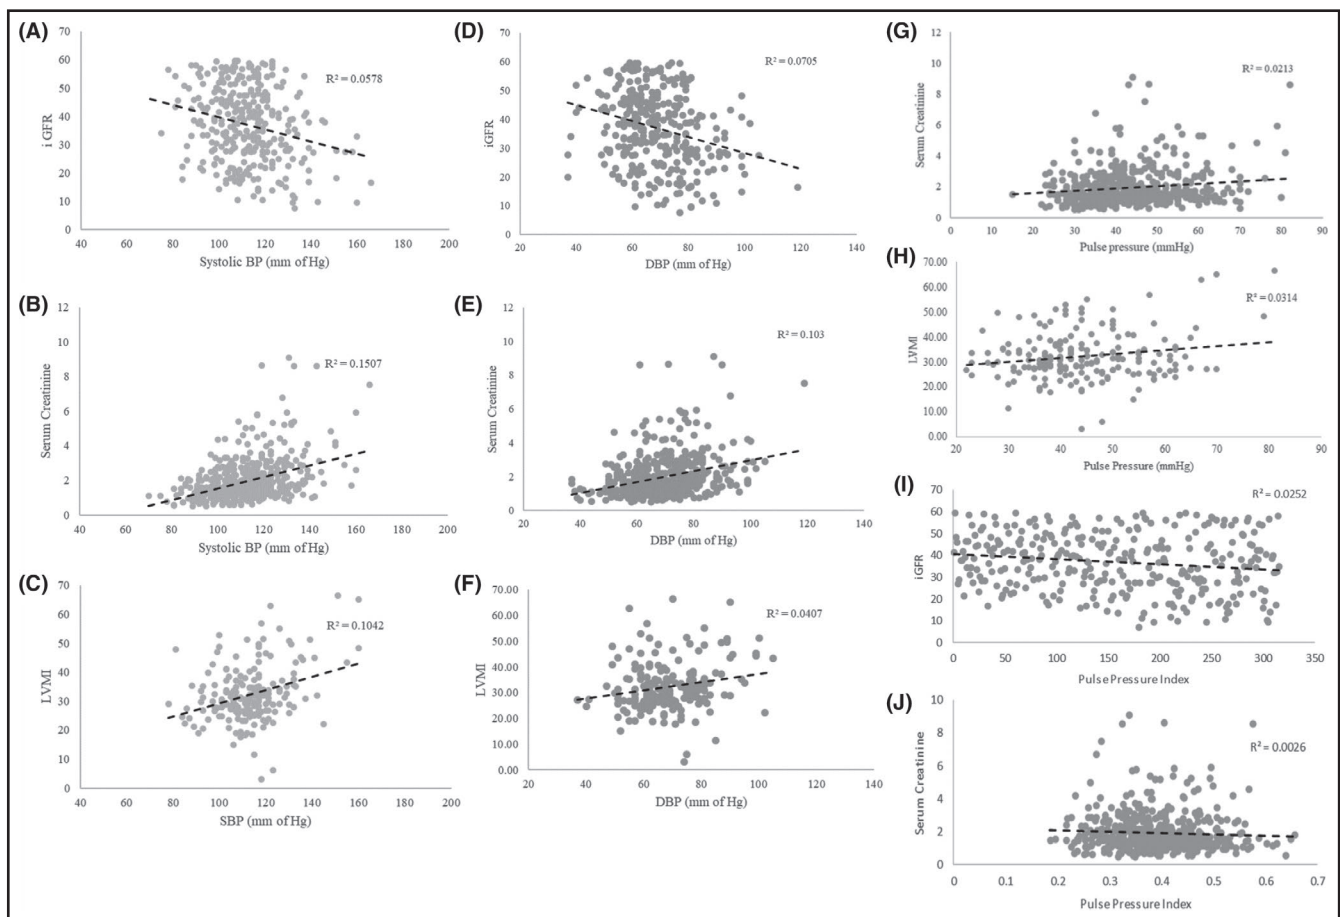 (A)
70
60
50
40
30
20
10
0
iGFR
R² = 0.0578
40 60 80 100 120 140 160 180 200
Systolic BP (mm of Hg)
(B)
12
10
8
6
4
2
0
Serum Creatinine
R² = 0.1507
40 60 80 100 120 140 160 180 200
Systolic BP (mm of Hg)
(C)
70
60
50
40
30
20
10
0
LVMI
R² = 0.1042
40 60 80 100 120 140 160 180 200
SBP (mm of Hg)
(D)
70
60
50
40
30
20
10
0
iGFR
R² = 0.0705
20 40 60 80 100 120 140
DBP (mm of Hg)
(E)
12
10
8
6
4
2
0
Serum Creatinine
R² = 0.103
20 40 60 80 100 120 140
DBP (mm of Hg)
(F)
70.00
60.00
50.00
40.00
30.00
20.00
10.00
0.00
LVMI
R² = 0.0407
20 40 60 80 100 120 140
DBP (mm of Hg)
(G)
12
10
8
6
4
2
0
Serum Creatinine
R² = 0.0213
0 10 20 30 40 50 60 70 80 90
Pulse pressure (mmHg)
(H)
70.00
60.00
50.00
40.00
30.00
20.00
10.00
0.00
LVMI
R² = 0.0314
20 30 40 50 60 70 80 90
Pulse Pressure (mmHg)
(I)
70
60
50
40
30
20
10
0
iGFR
R² = 0.0252
0 50 100 150 200 250 300 350
Pulse Pressure Index
(J)
10
8
6
4
2
0
Serum Creatinine
R² = 0.0026
0 0.1 0.2 0.3 0.4 0.5 0.6 0.7
Pulse Pressure Index